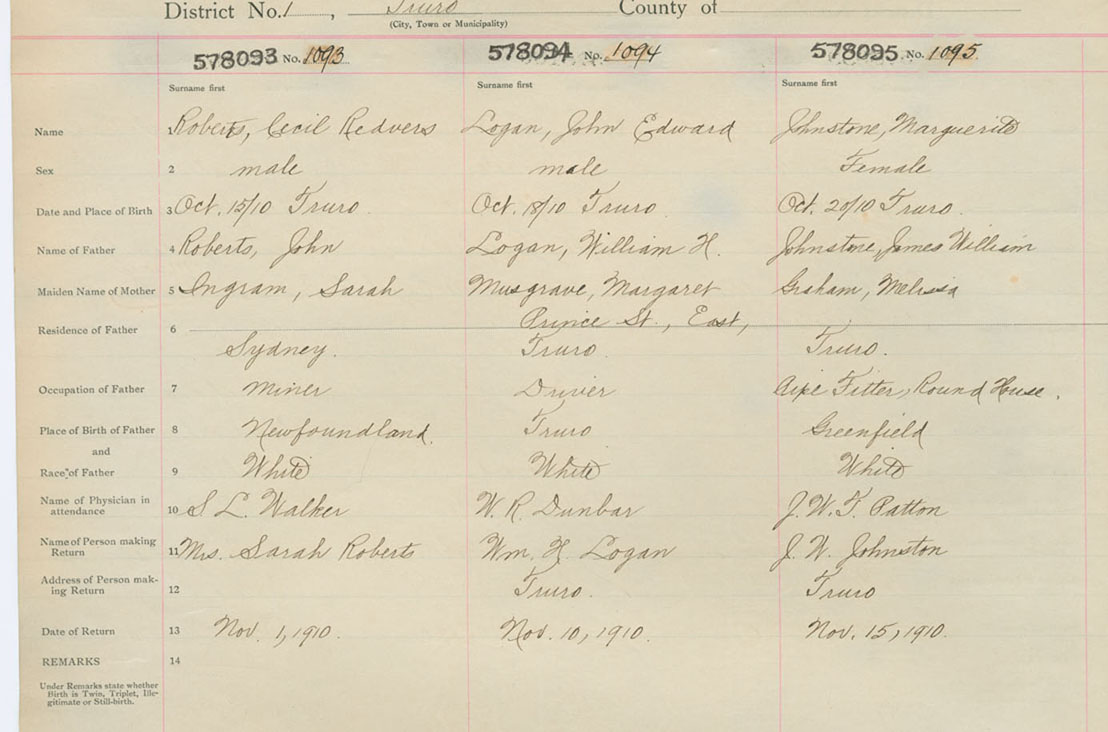 District No. 1, Truro County of
(City, Town or Municipality)
578093 No. 1093 578094 No. 1094 578095 No. 1095
Surname first Surname first Surname first
Name 1 Roberts, Cecil Redvers Logan, John Edward Johnstone, Marguerite
Sex 2 male male Female
Date and Place of Birth 3 Oct. 15/10 Truro Oct. 18/10 Truro Oct. 20/10 Truro.
Name of Father 4 Roberts, John Logan, William H. Johnstone, James William
Maiden Name of Mother 5 Ingram, Sarah Musgrave, Margaret Graham, Melissa
Prince St., East,
Residence of Father 6 Sydney. Truro. Truro.
Occupation of Father 7 Miner Driver Pipe Fitter, Round House.
Place of Birth of Father 8 Newfoundland. Truro Greenfield
and
Race of Father 9 White White White
Name of Physician in
attendance 10 S L. Walker W. R. Dunbar J. W. T. Patton
Name of Person making
Return 11 Mrs. Sarah Roberts Wm. H. Logan J. W. Johnston
Address of Person mak-
ing Return 12 Truro. Truro
Date of Return 13 Nov. 1, 1910. Nov. 10, 1910. Nov. 15, 1910.
REMARKS 14
Under Remarks state whether
Birth is Twin, Triplet, Ille-
gitimate or Still-birth.